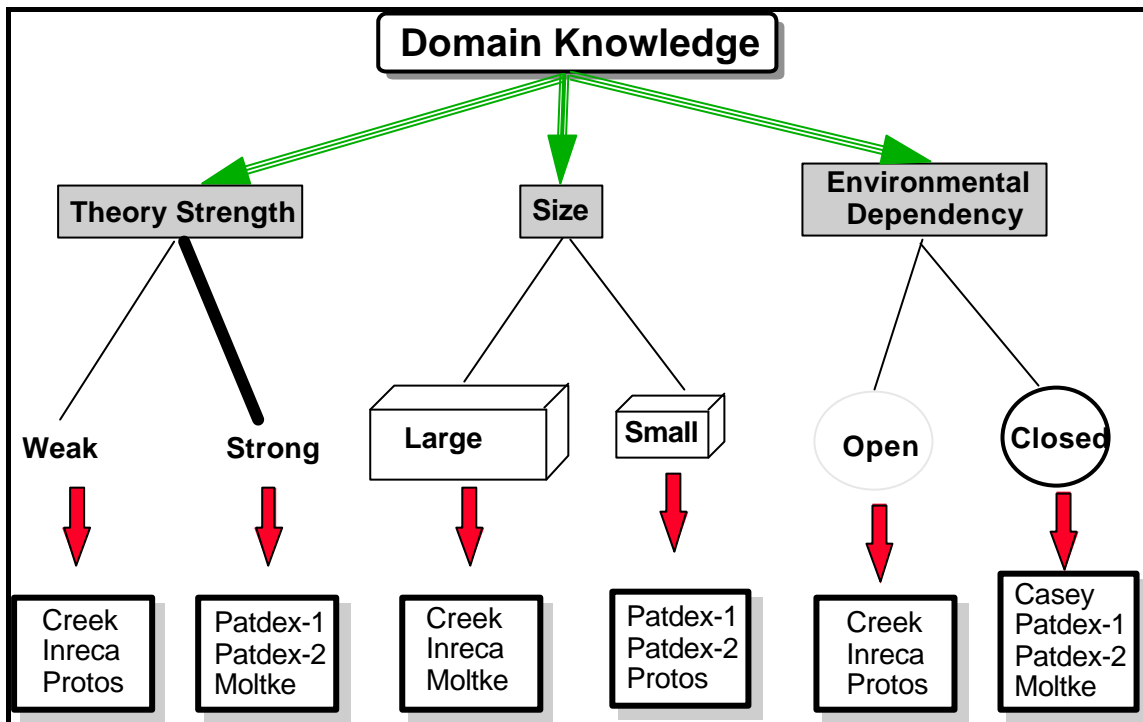 Domain Knowledge
Theory Strength
Size
Environmental
Dependency
Weak
Strong
Large
Small
Open
Closed
Creek
Inreca
Protos
Patdex-1
Patdex-2
Moltke
Creek
Inreca
Moltke
Patdex-1
Patdex-2
Protos
Creek
Inreca
Protos
Casey
Patdex-1
Patdex-2
Moltke